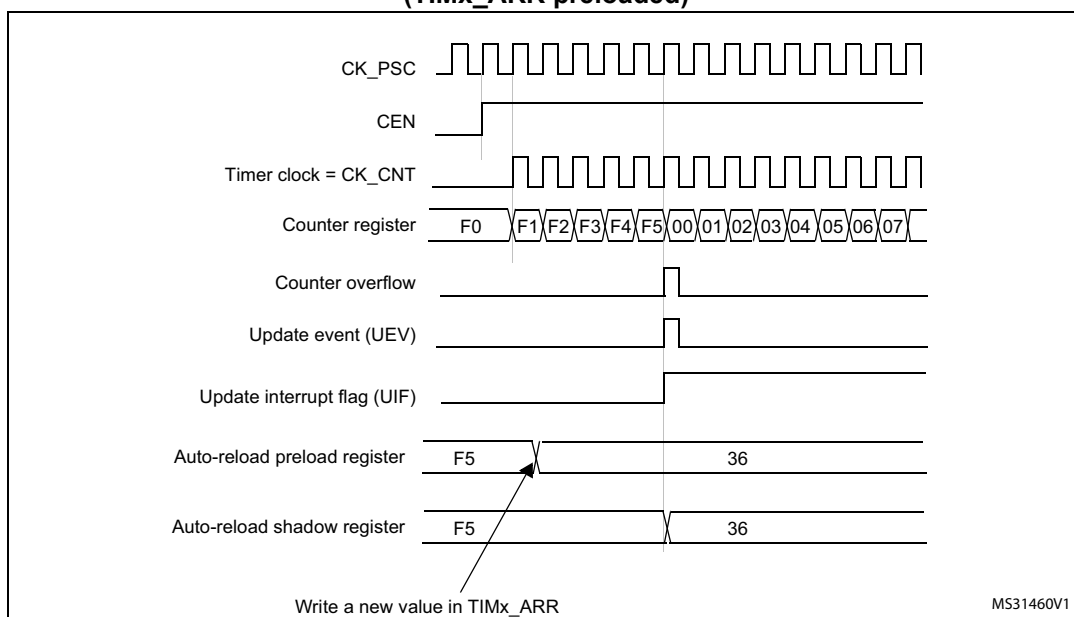 (TIMx_ARR preloaded)
CK_PSC
CEN
Timer clock = CK_CNT
Counter register F0 F1 F2 F3 F4 F5 00 01 02 03 04 05 06 07
Counter overflow
Update event (UEV)
Update interrupt flag (UIF)
Auto-reload preload register F5 36
Auto-reload shadow register F5 36
Write a new value in TIMx_ARR
MS31460V1